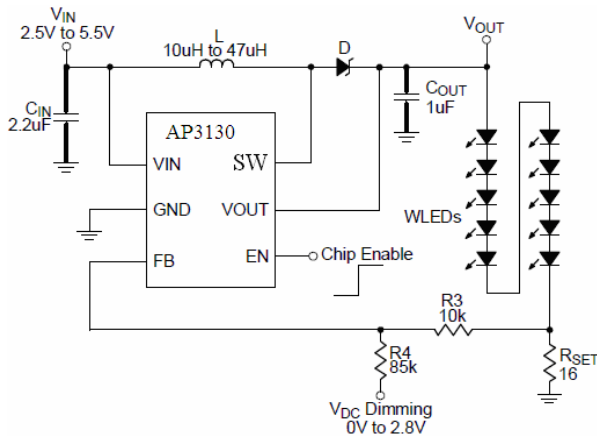 VIN
2.5V to 5.5V
L
10uH to 47uH
D
VOUT
CIN
2.2uF
COUT
1uF
AP3130
VIN
SW
GND
VOUT
WLEDs
FB
EN
Chip Enable
R3
10k
R4
85k
RSET
16
VDC Dimming
0V to 2.8V